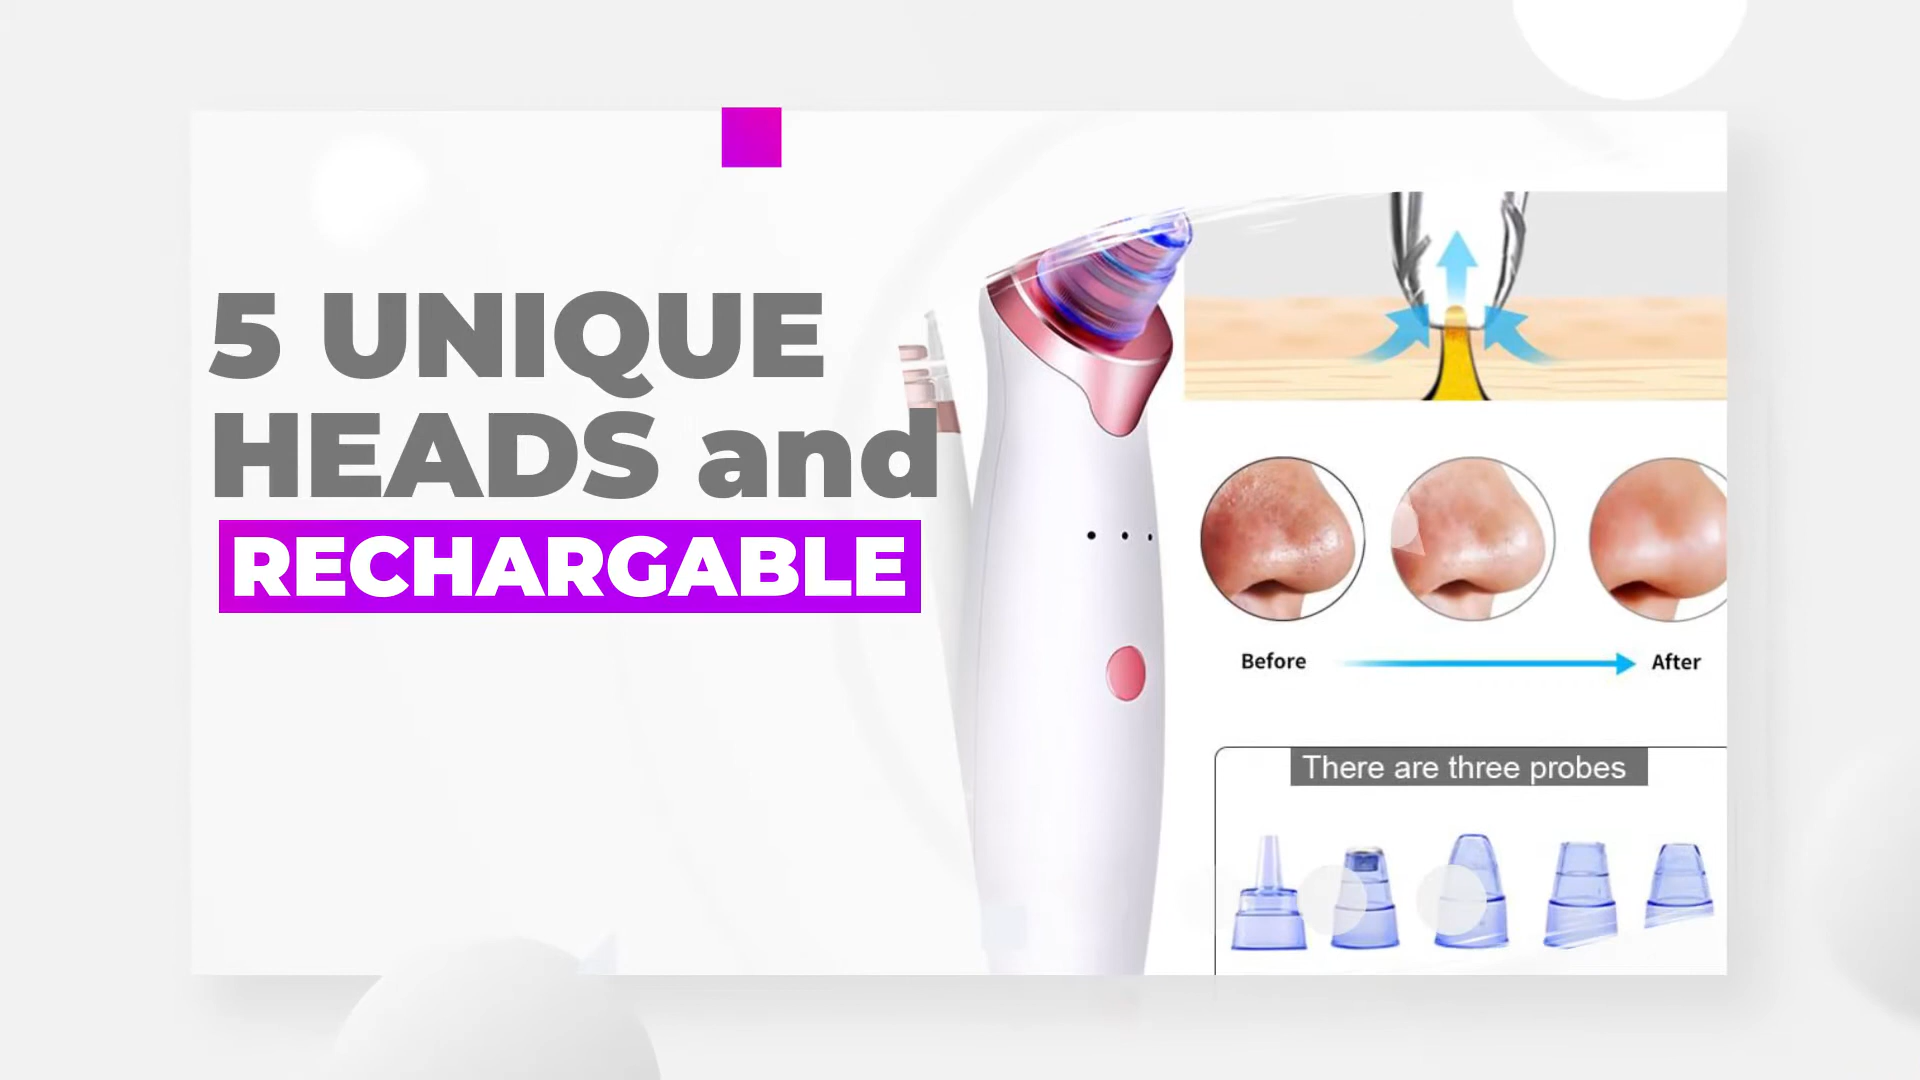 5 UNIQUE
HEADS and
RECHARGABLE
Before
After
There are three probes